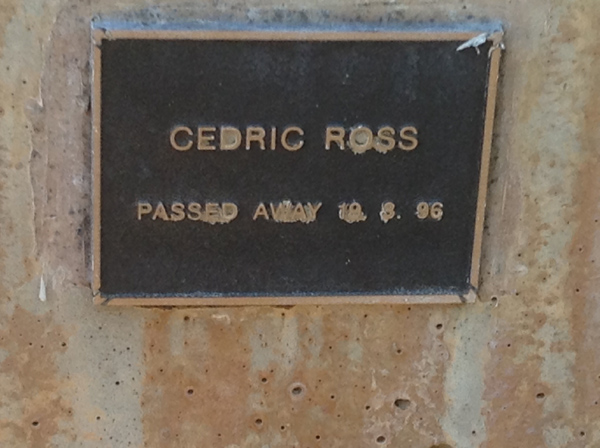 CEDRIC ROSS
PASSED AWAY 19. 8. 96